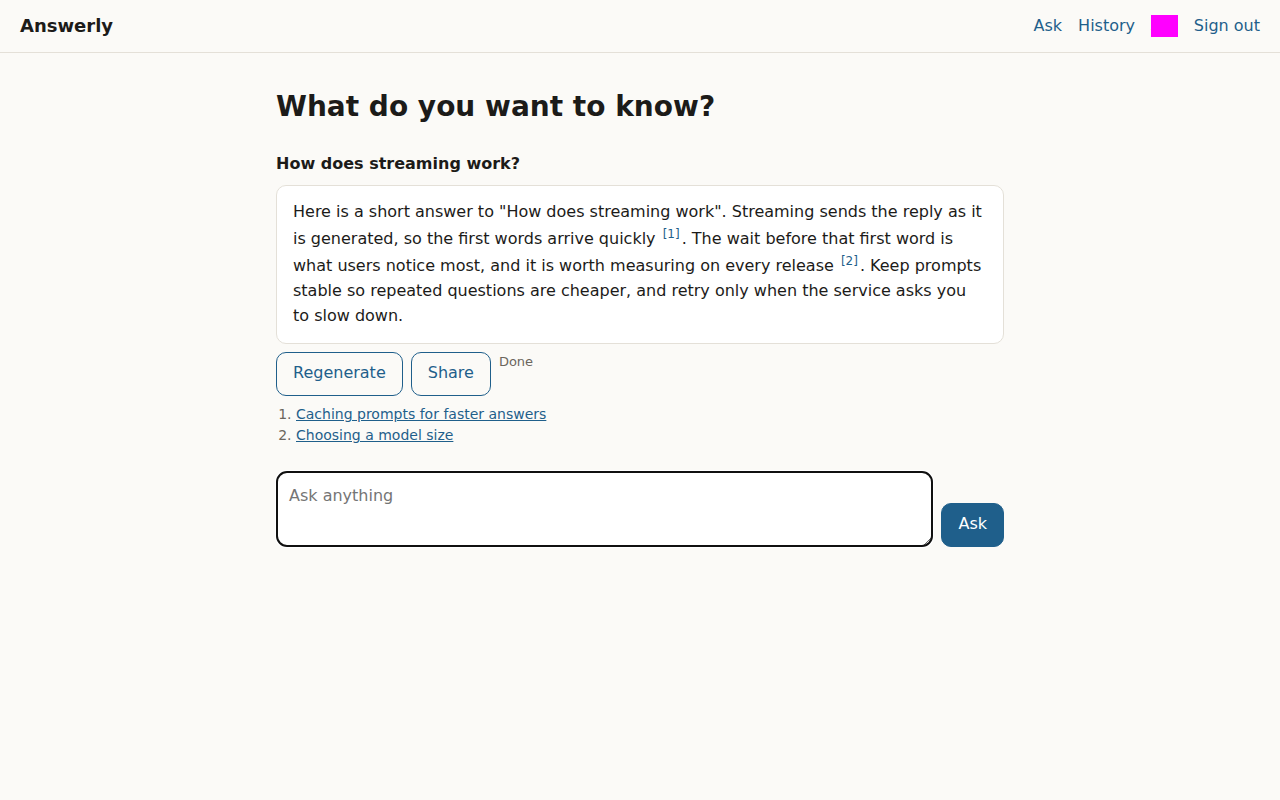 Answerly
Ask History Sign out
What do you want to know?
How does streaming work?
Here is a short answer to "How does streaming work". Streaming sends the reply as it
is generated, so the first words arrive quickly [1]. The wait before that first word is
what users notice most, and it is worth measuring on every release [2]. Keep prompts
stable so repeated questions are cheaper, and retry only when the service asks you
to slow down.
Regenerate Share Done
1. Caching prompts for faster answers
2. Choosing a model size
Ask anything
Ask